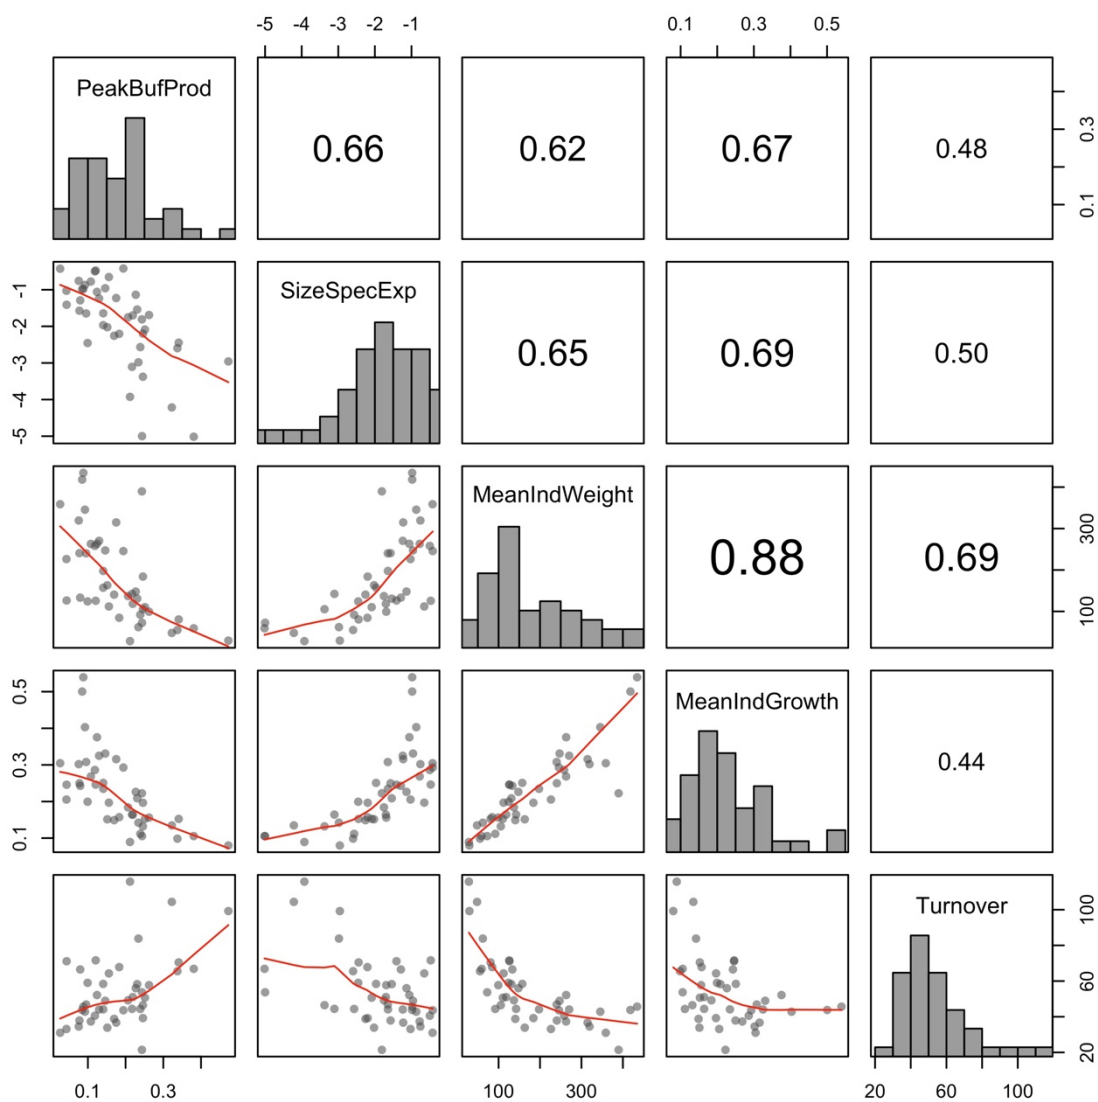 -5 -4 -3 -2 -1 0.1 0.3 0.5
PeakBufProd 0.66 0.62 0.67 0.48 0.1 0.3
-5 -4 -3 -2 -1 SizeSpecExp 0.65 0.69 0.50
MeanIndWeight 0.88 0.69 100 300
0.1 0.3 0.5 MeanIndGrowth 0.44
Turnover 20 60 100
0.1 0.3 100 300 20 60 100